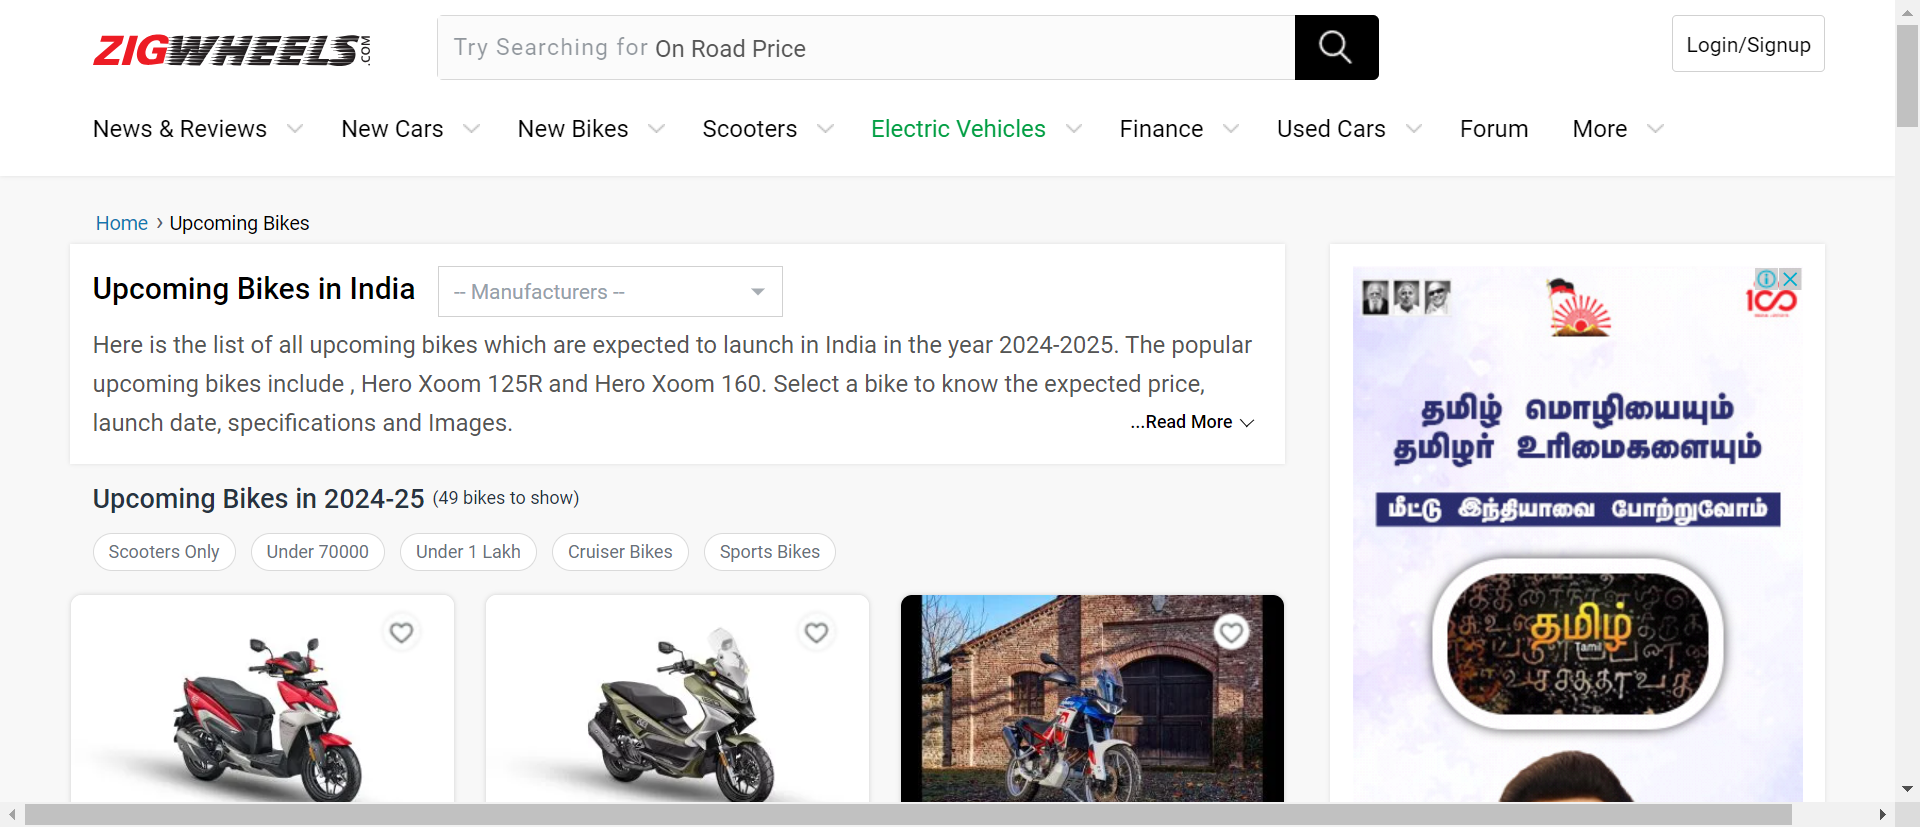 ZIGWHEELS.COM
Try Searching for On Road Price
Login/Signup
News & Reviews
New Cars
New Bikes
Scooters
Electric Vehicles
Finance
Used Cars
Forum
More
Home › Upcoming Bikes
Upcoming Bikes in India
-- Manufacturers --
Here is the list of all upcoming bikes which are expected to launch in India in the year 2024-2025. The popular
upcoming bikes include , Hero Xoom 125R and Hero Xoom 160. Select a bike to know the expected price,
launch date, specifications and Images.
...Read More
Upcoming Bikes in 2024-25 (49 bikes to show)
Scooters Only
Under 70000
Under 1 Lakh
Cruiser Bikes
Sports Bikes
100
தமிழ் மொழியையும்
தமிழர் உரிமைகளையும்
மீட்டு இந்தியாவை போற்றுவோம்
தமிழ்
Tamil